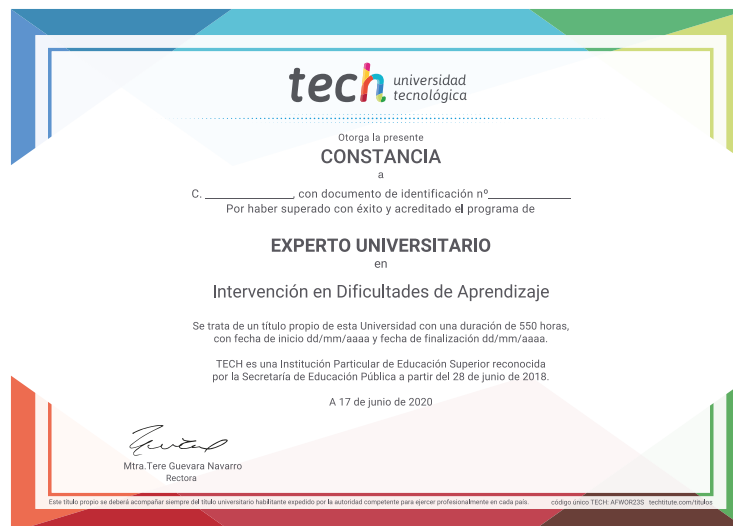 tech universidad
tecnológica
Otorga la presente
CONSTANCIA
a
C. ______________, con documento de identificación nº______________
Por haber superado con éxito y acreditado el programa de
EXPERTO UNIVERSITARIO
en
Intervención en Dificultades de Aprendizaje
Se trata de un título propio de esta Universidad con una duración de 550 horas,
con fecha de inicio dd/mm/aaaa y fecha de finalización dd/mm/aaaa.
TECH es una Institución Particular de Educación Superior reconocida
por la Secretaría de Educación Pública a partir del 28 de junio de 2018.
A 17 de junio de 2020
Mtra.Tere Guevara Navarro
Rectora
Este título propio se deberá acompañar siempre del título universitario habilitante expedido por la autoridad competente para ejercer profesionalmente en cada país. código único TECH: AFWOR23S techtitute.com/títulos